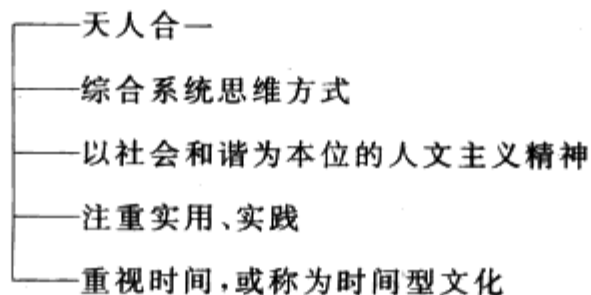 天人合一
综合系统思维方式
以社会和谐为本位的人文主义精神
注重实用、实践
重视时间,或称为时间型文化